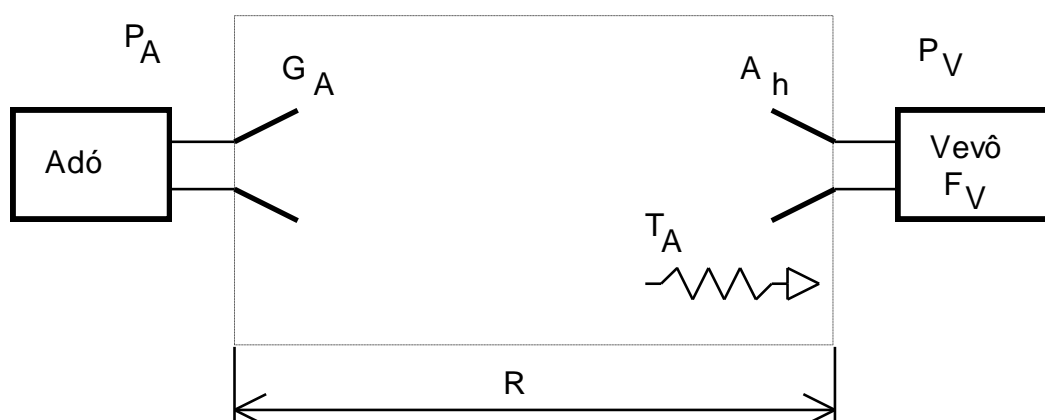 P_A
G_A
A_h
P_V
Adó
Vevô
F_V
T_A
R